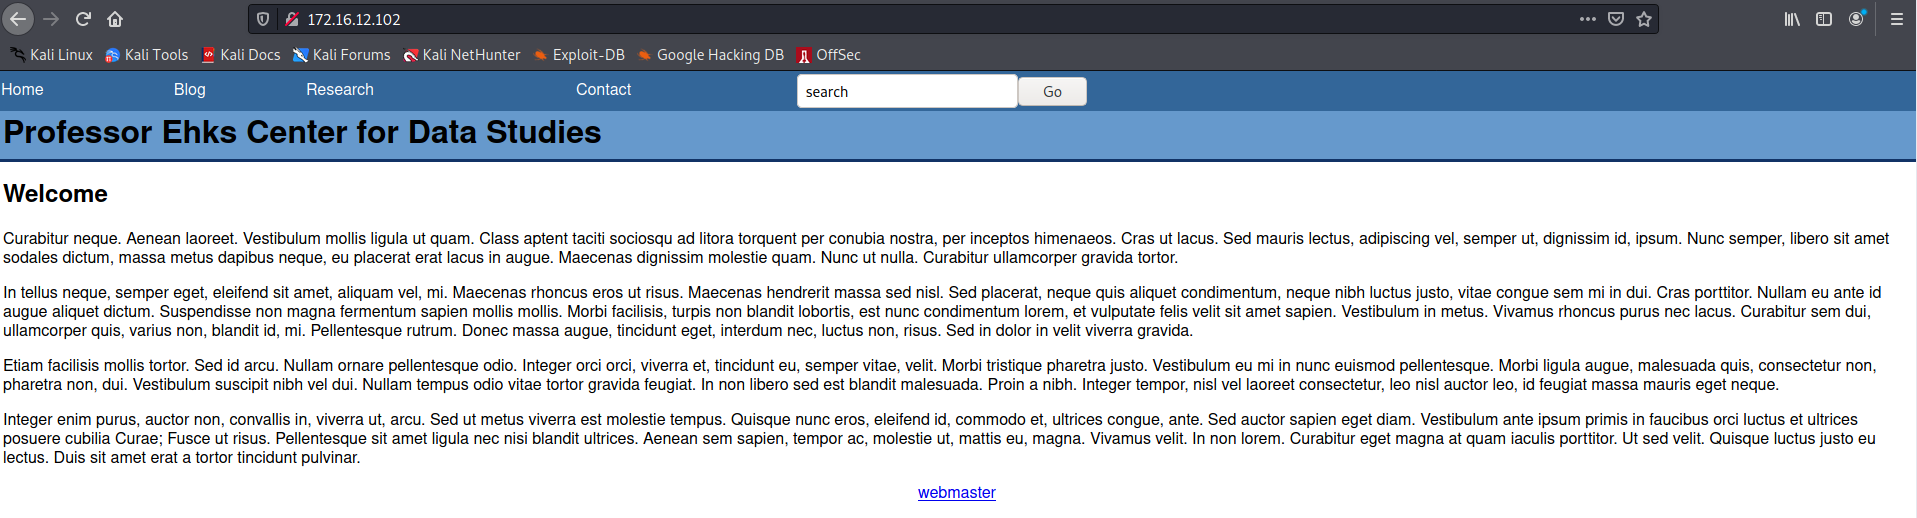 172.16.12.102
Kali Linux Kali Tools Kali Docs Kali Forums Kali NetHunter Exploit-DB Google Hacking DB OffSec
Home Blog Research Contact search Go
Professor Ehks Center for Data Studies
Welcome
Curabitur neque. Aenean laoreet. Vestibulum mollis ligula ut quam. Class aptent taciti sociosqu ad litora torquent per conubia nostra, per inceptos himenaeos. Cras ut lacus. Sed mauris lectus, adipiscing vel, semper ut, dignissim id, ipsum. Nunc semper, libero sit amet
sodales dictum, massa metus dapibus neque, eu placerat erat lacus in augue. Maecenas dignissim molestie quam. Nunc ut nulla. Curabitur ullamcorper gravida tortor.
In tellus neque, semper eget, eleifend sit amet, aliquam vel, mi. Maecenas rhoncus eros ut risus. Maecenas hendrerit massa sed nisl. Sed placerat, neque quis aliquet condimentum, neque nibh luctus justo, vitae congue sem mi in dui. Cras porttitor. Nullam eu ante id
augue aliquet dictum. Suspendisse non magna fermentum sapien mollis mollis. Morbi facilisis, turpis non blandit lobortis, est nunc condimentum lorem, et vulputate felis velit sit amet sapien. Vestibulum in metus. Vivamus rhoncus purus nec lacus. Curabitur sem dui,
ullamcorper quis, varius non, blandit id, mi. Pellentesque rutrum. Donec massa augue, tincidunt eget, interdum nec, luctus non, risus. Sed in dolor in velit viverra gravida.
Etiam facilisis mollis tortor. Sed id arcu. Nullam ornare pellentesque odio. Integer orci orci, viverra et, tincidunt eu, semper vitae, velit. Morbi tristique pharetra justo. Vestibulum eu mi in nunc euismod pellentesque. Morbi ligula augue, malesuada quis, consectetur non,
pharetra non, dui. Vestibulum suscipit nibh vel dui. Nullam tempus odio vitae tortor gravida feugiat. In non libero sed est blandit malesuada. Proin a nibh. Integer tempor, nisl vel laoreet consectetur, leo nisl auctor leo, id feugiat massa mauris eget neque.
Integer enim purus, auctor non, convallis in, viverra ut, arcu. Sed ut metus viverra est molestie tempus. Quisque nunc eros, eleifend id, commodo et, ultrices congue, ante. Sed auctor sapien eget diam. Vestibulum ante ipsum primis in faucibus orci luctus et ultrices
posuere cubilia Curae; Fusce ut risus. Pellentesque sit amet ligula nec nisi blandit ultrices. Aenean sem sapien, tempor ac, molestie ut, mattis eu, magna. Vivamus velit. In non lorem. Curabitur eget magna at quam iaculis porttitor. Ut sed velit. Quisque luctus justo eu
lectus. Duis sit amet erat a tortor tincidunt pulvinar.
webmaster